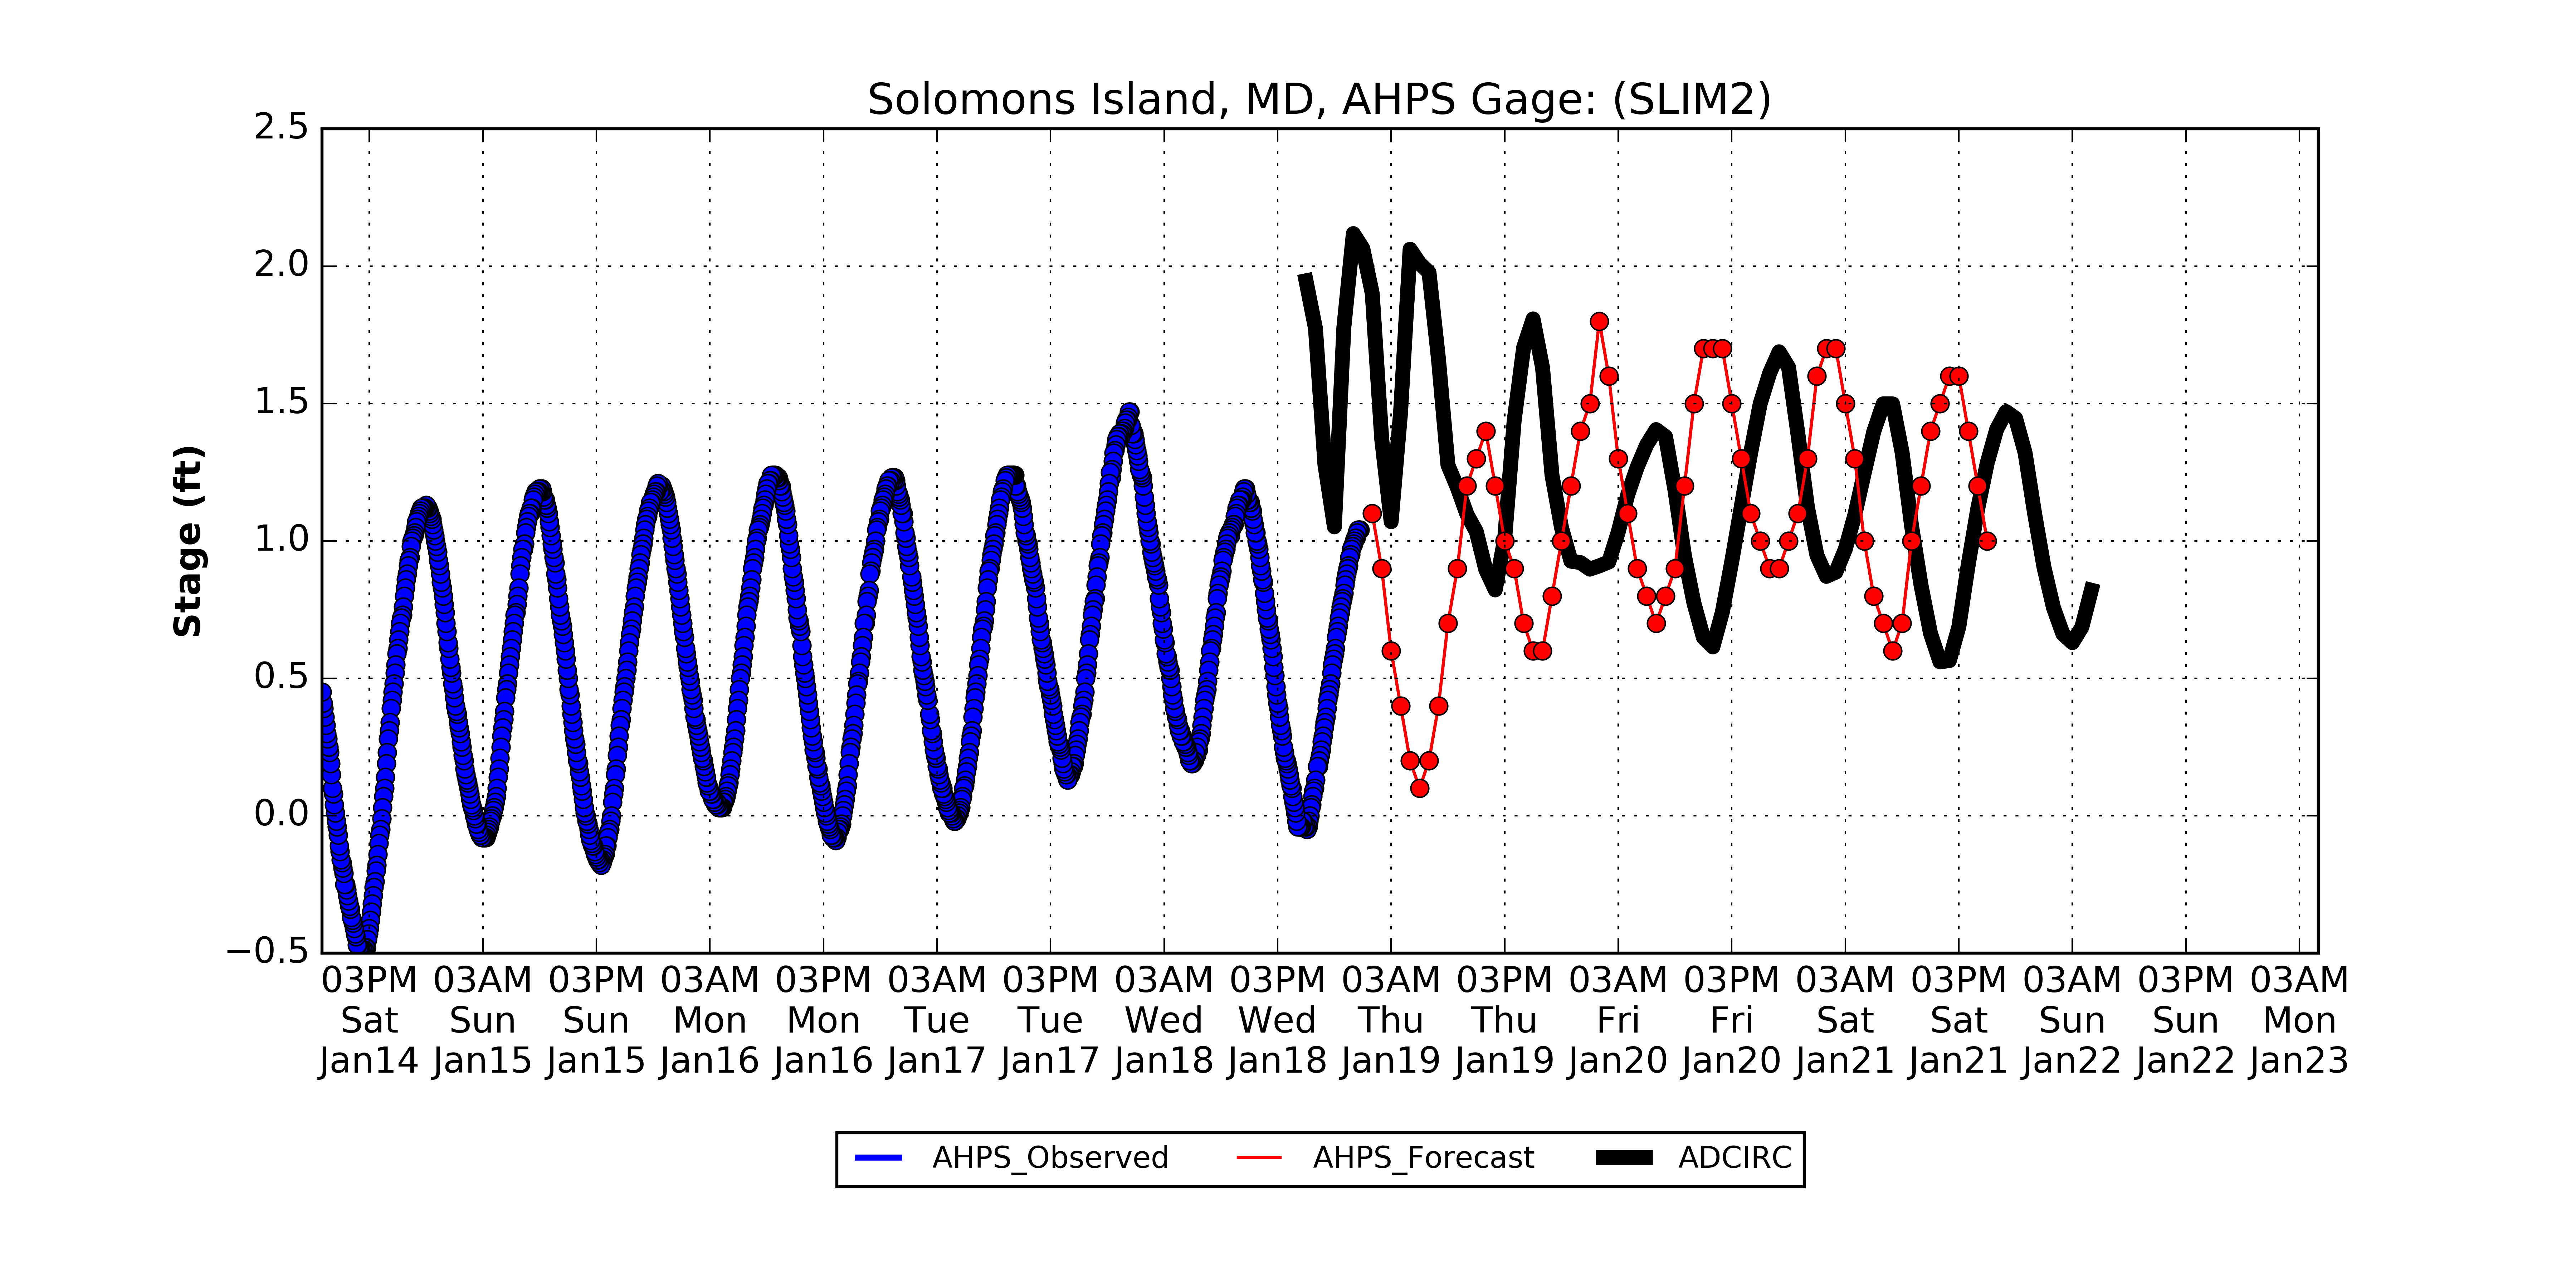 Solomons Island, MD, AHPS Gage: (SLIM2)
2.5
2.0
1.5
1.0
0.5
0.0
−0.5
Stage (ft)
03PM 03AM 03PM 03AM 03PM 03AM 03PM 03AM 03PM 03AM 03PM 03AM 03PM 03AM 03PM 03AM 03PM 03AM
Sat Sun Sun Mon Mon Tue Tue Wed Wed Thu Thu Fri Fri Sat Sat Sun Sun Mon
Jan14 Jan15 Jan15 Jan16 Jan16 Jan17 Jan17 Jan18 Jan18 Jan19 Jan19 Jan20 Jan20 Jan21 Jan21 Jan22 Jan22 Jan23
AHPS_Observed AHPS_Forecast ADCIRC